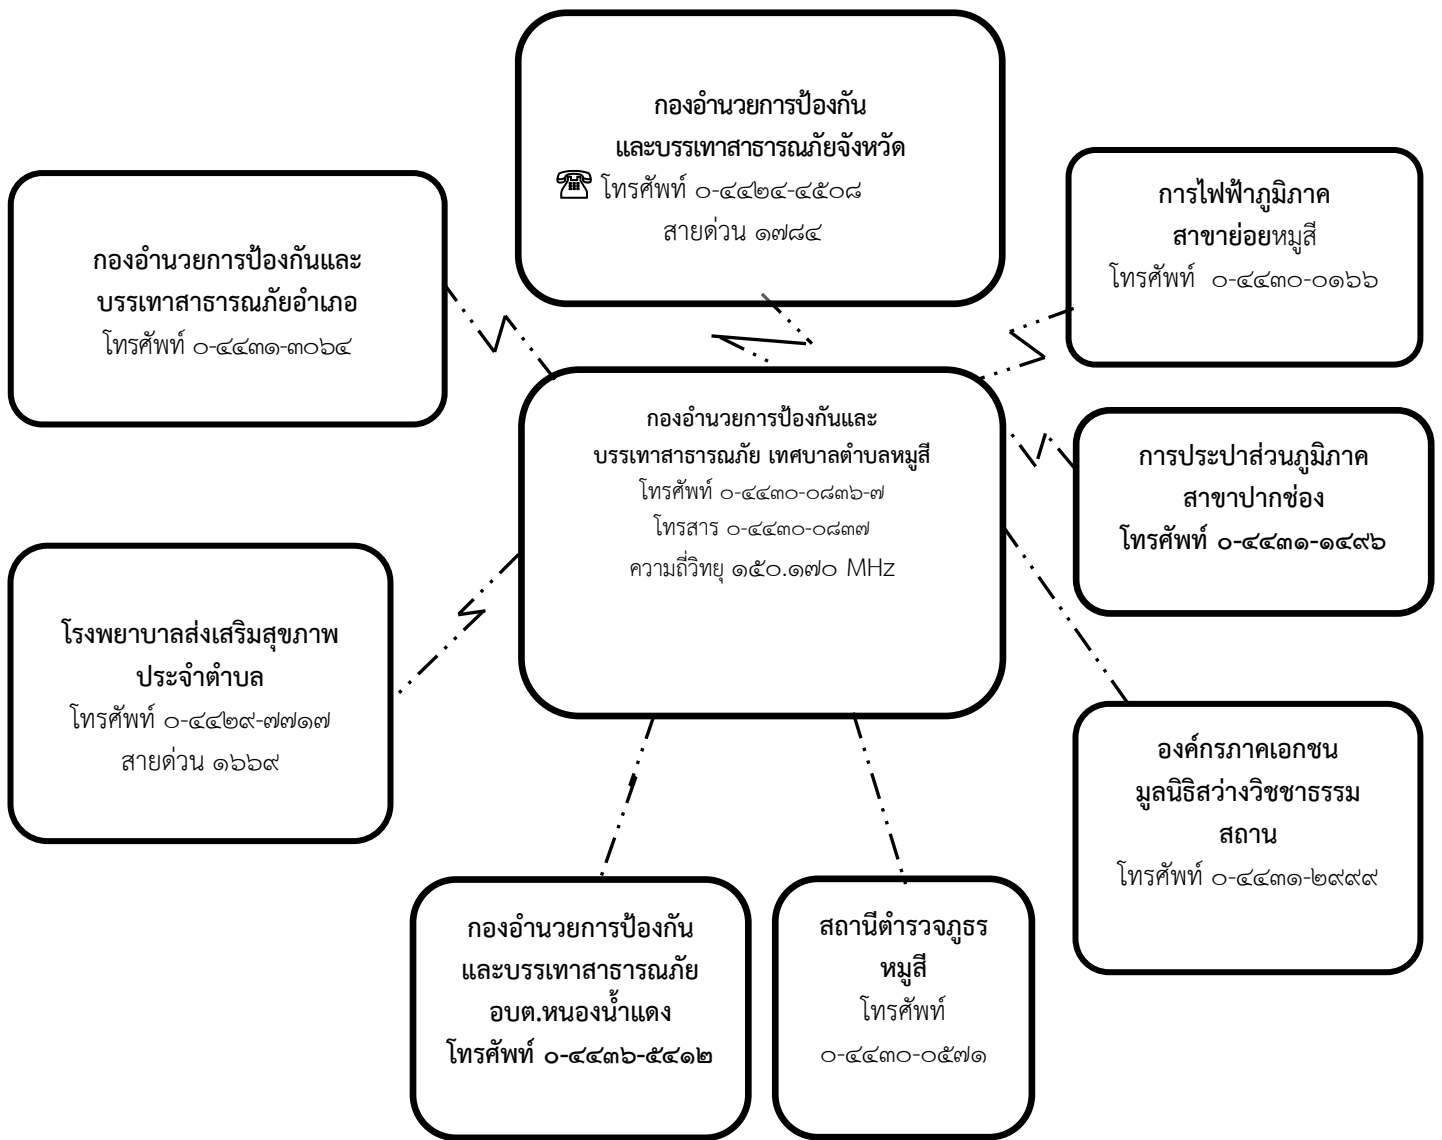 กองอำนวยการป้องกัน
และบรรเทาสาธารณภัยจังหวัด
โทรศัพท์ ๐-๔๔๒๔-๔๕๐๘
สายด่วน ๑๗๘๔
กองอำนวยการป้องกันและ
บรรเทาสาธารณภัยอำเภอ
โทรศัพท์ ๐-๔๔๓๑-๓๐๖๔
การไฟฟ้าภูมิภาค
สาขาย่อยหมูสี
โทรศัพท์ ๐-๔๔๓๐-๐๑๖๖
กองอำนวยการป้องกันและ
บรรเทาสาธารณภัย เทศบาลตำบลหมูสี
โทรศัพท์ ๐-๔๔๓๐-๐๘๓๖-๗
โทรสาร ๐-๔๔๓๐-๐๘๓๗
ความถี่วิทยุ ๑๕๐.๑๗๐ MHz
การประปาส่วนภูมิภาค
สาขาปากช่อง
โทรศัพท์ ๐-๔๔๓๑-๑๔๙๖
โรงพยาบาลส่งเสริมสุขภาพ
ประจำตำบล
โทรศัพท์ ๐-๔๔๒๙-๗๗๑๗
สายด่วน ๑๖๖๙
องค์กรภาคเอกชน
มูลนิธิสว่างวิชชาธรรม
สถาน
โทรศัพท์ ๐-๔๔๓๑-๒๙๙๙
กองอำนวยการป้องกัน
และบรรเทาสาธารณภัย
อบต.หนองน้ำแดง
โทรศัพท์ ๐-๔๔๓๖-๕๔๑๒
สถานีตำรวจภูธร
หมูสี
โทรศัพท์
๐-๔๔๓๐-๐๕๗๑